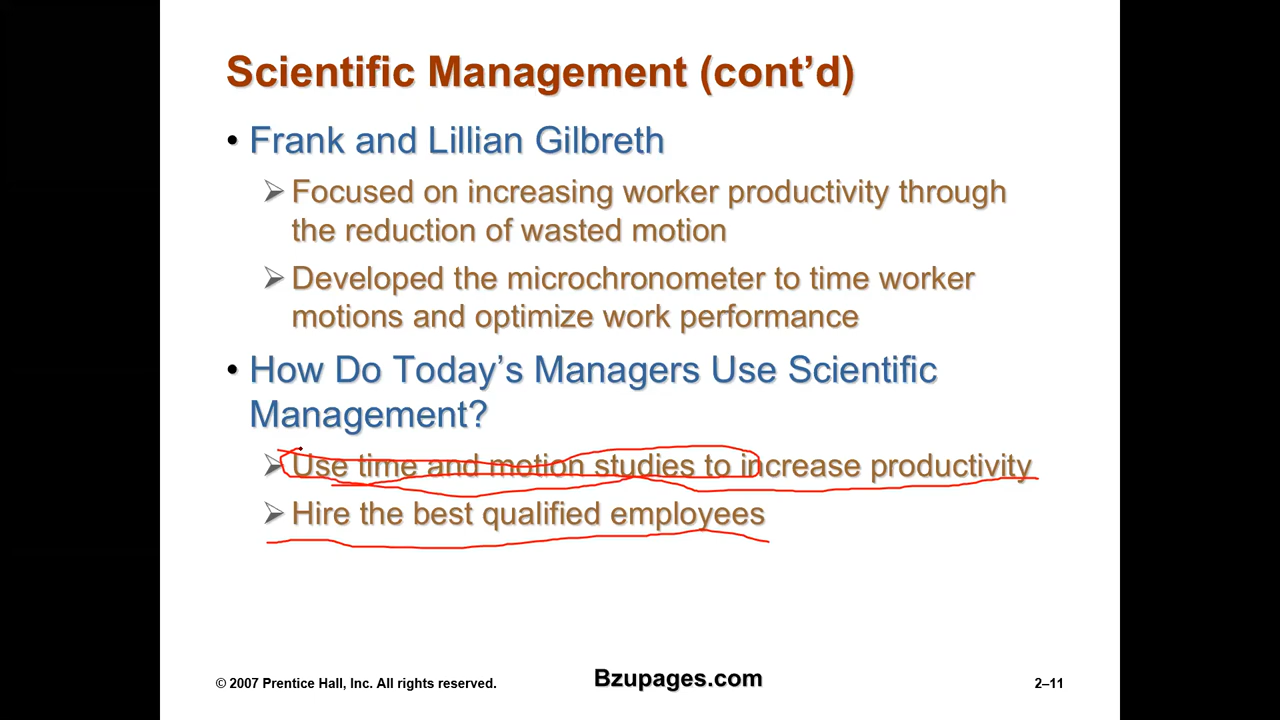 Scientific Management (cont’d)
• Frank and Lillian Gilbreth
➢ Focused on increasing worker productivity through
the reduction of wasted motion
➢ Developed the microchronometer to time worker
motions and optimize work performance
• How Do Today’s Managers Use Scientific
Management?
➢ Use time and motion studies to increase productivity
➢ Hire the best qualified employees
© 2007 Prentice Hall, Inc. All rights reserved.
Bzupages.com
2–11